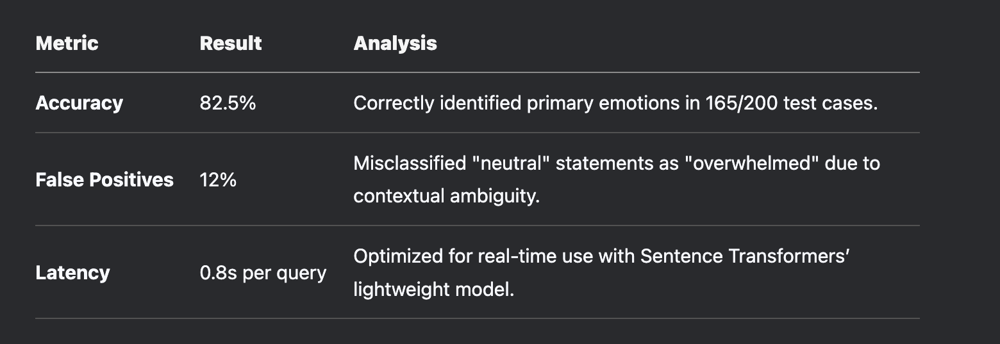 Metric Result Analysis
Accuracy 82.5% Correctly identified primary emotions in 165/200 test cases.
False Positives 12% Misclassified "neutral" statements as "overwhelmed" due to
contextual ambiguity.
Latency 0.8s per query Optimized for real-time use with Sentence Transformers’
lightweight model.